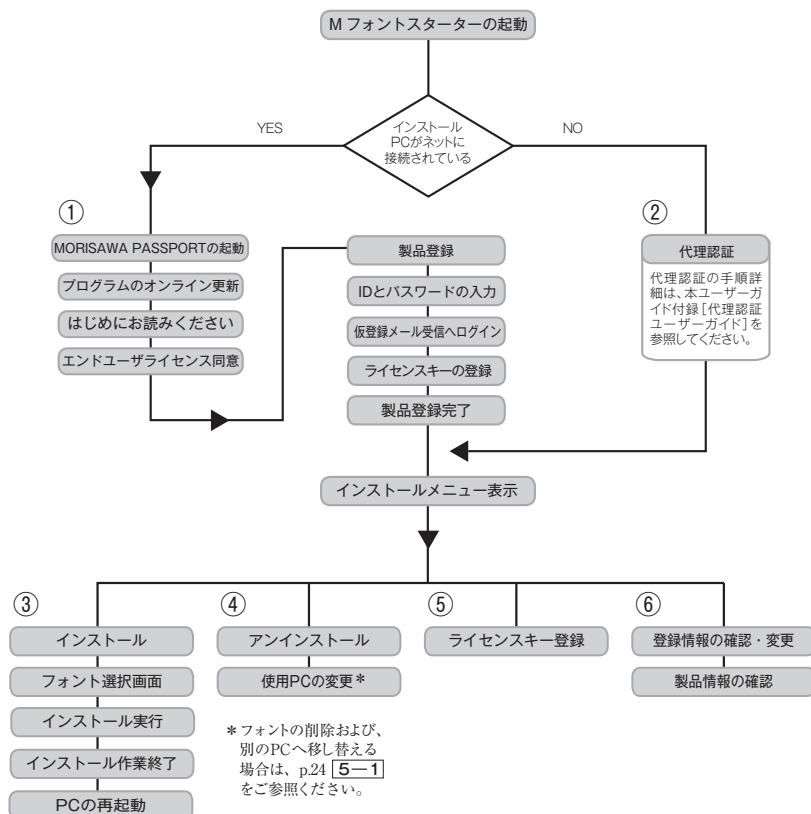 M フォントスターターの起動
インストール
PCがネットに
接続されている
YES
NO
①
MORISAWA PASSPORTの起動
プログラムのオンライン更新
はじめにお読みください
エンドユーザライセンス同意
製品登録
IDとパスワードの入力
仮登録メール受信へログイン
ライセンスキーの登録
製品登録完了
②
代理認証
代理認証の手順詳
細は、本ユーザーガ
イド付録[代理認証
ユーザーガイド]を
参照してください。
インストールメニュー表示
③
インストール
フォント選択画面
インストール実行
インストール作業終了
PCの再起動
④
アンインストール
使用PCの変更*
*フォントの削除および、
別のPCへ移し替える
場合は、p.24 5−1
をご参照ください。
⑤
ライセンスキー登録
⑥
登録情報の確認・変更
製品情報の確認